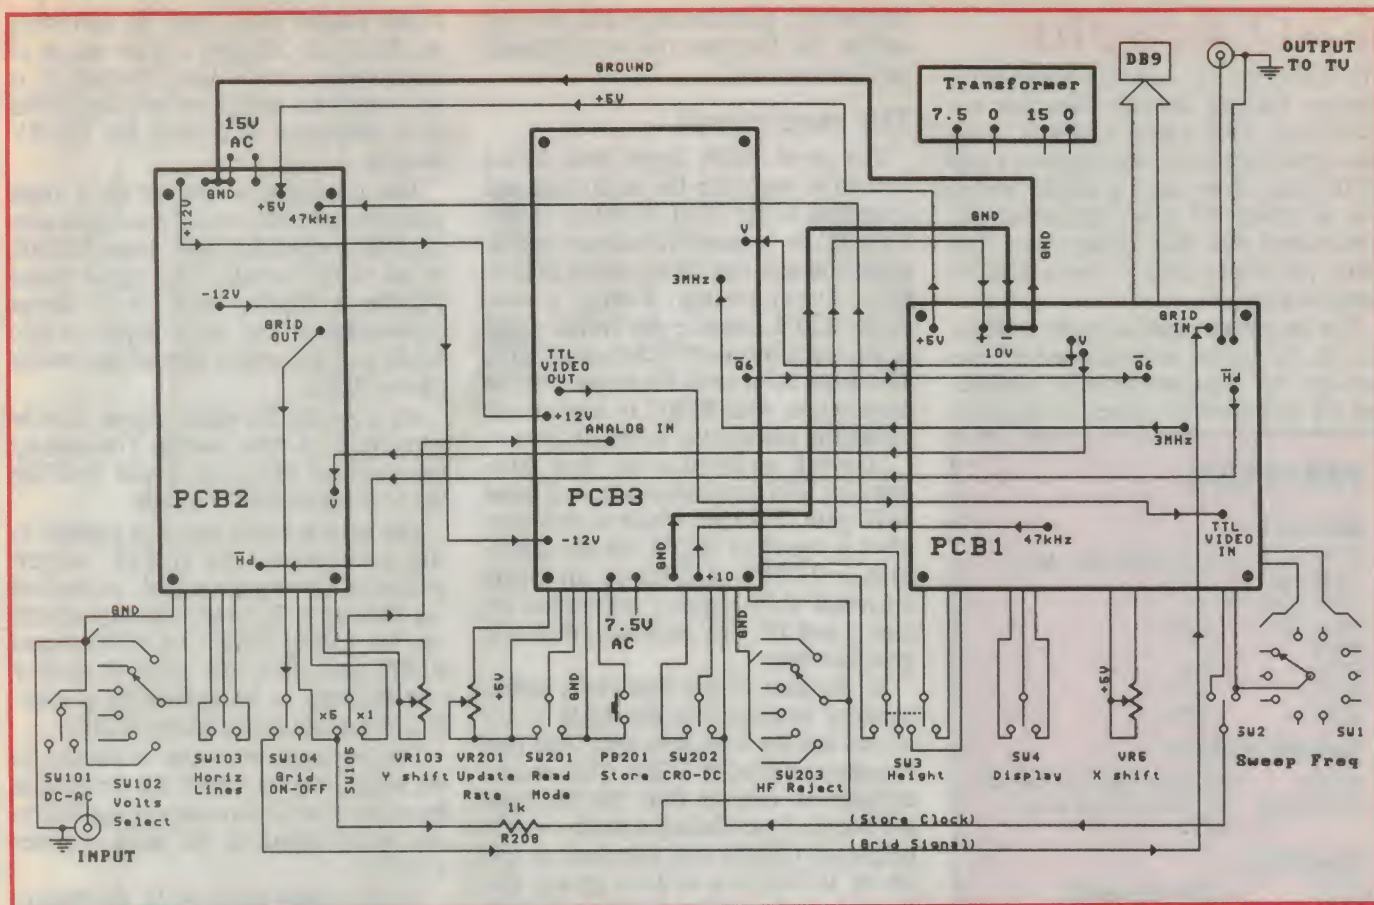 OUTPUT
TO TV
DB9
Transformer
7.5 0 15 0
GROUND
+5V
15V
AC
GND
+5V
+12V
47kHz
-12V
GRID
OUT
PCB2
V
P̅H̅
V
3MHz
TTL
VIDEO
OUT
Q̅6
+12V
ANALOG IN
PCB3
-12V
GND
+10
7.5V
AC
GND
GND
+5V
+ -
10V
V
GRID
IN
Q̅6
P̅H̅
3MHz
TTL
VIDEO
IN
47kHz
PCB1
GND
SW101
DC-AC
SW102
Volts
Select
INPUT
SW103
Horiz
Lines
SW104
Grid
ON-OFF
x5 x1
SW105
VR103
Y shift
VR201
Update
Rate
+5V
SW201
Read
Mode
GND
PB201
Store
SW202
CRO-DC
GND
SW203
HF Reject
SW3
Height
SW4
Display
+5V
VR5
X shift
SW2
SW1
Sweep Freq
1k
R208
(Store Clock)
(Grid Signal)